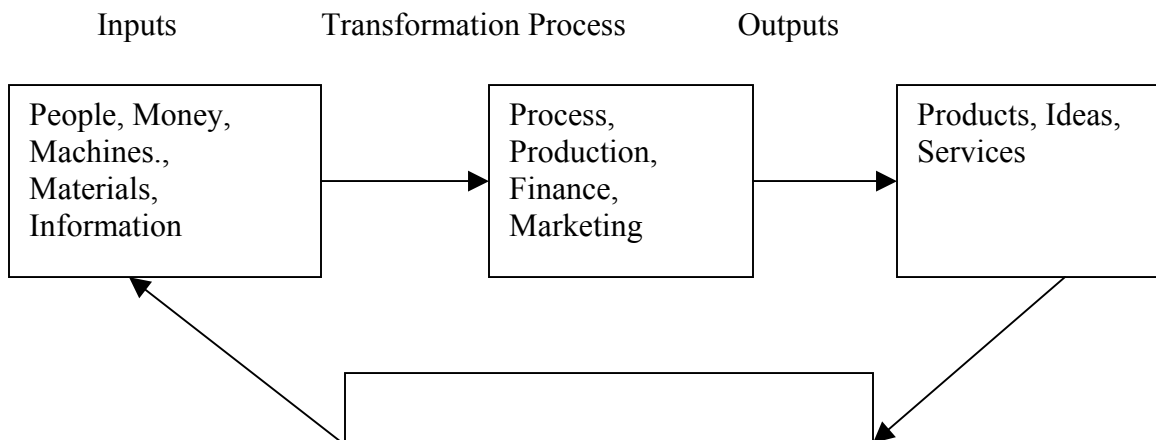 Inputs Transformation Process Outputs
People, Money,
Machines.,
Materials,
Information
Process,
Production,
Finance,
Marketing
Products, Ideas,
Services